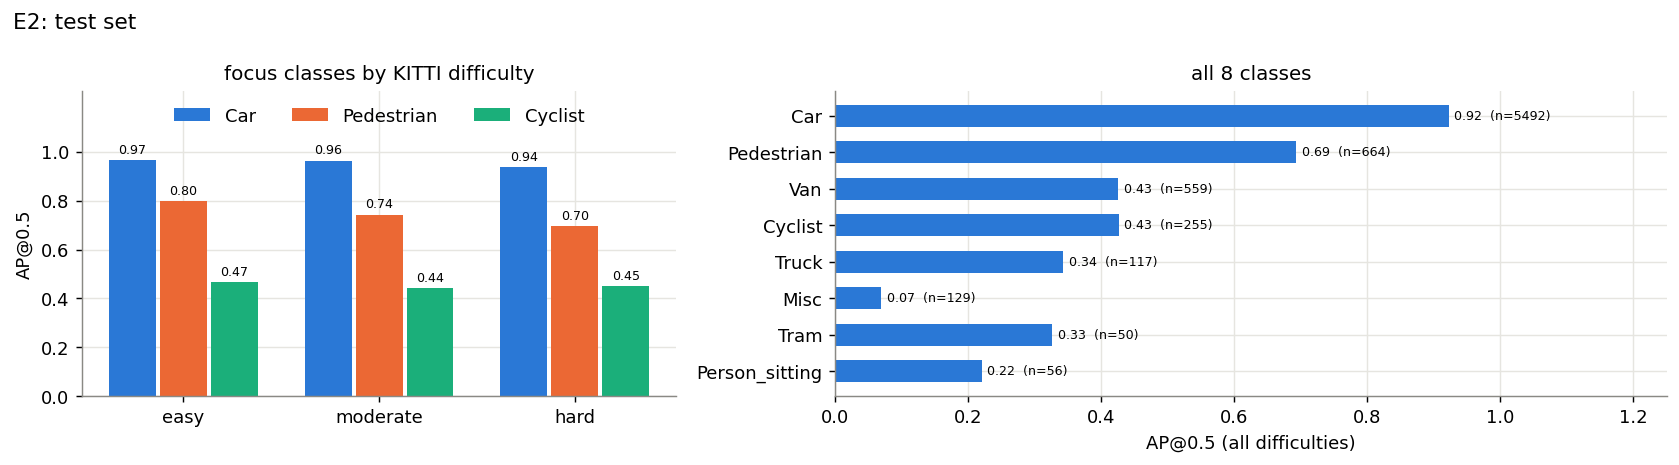 E2: test set
focus classes by KITTI difficulty
Car Pedestrian Cyclist
AP@0.5
1.0
0.8
0.6
0.4
0.2
0.0
0.97 0.80 0.47
0.96 0.74 0.44
0.94 0.70 0.45
easy moderate hard
all 8 classes
Car 0.92 (n=5492)
Pedestrian 0.69 (n=664)
Van 0.43 (n=559)
Cyclist 0.43 (n=255)
Truck 0.34 (n=117)
Misc 0.07 (n=129)
Tram 0.33 (n=50)
Person_sitting 0.22 (n=56)
0.0 0.2 0.4 0.6 0.8 1.0 1.2
AP@0.5 (all difficulties)